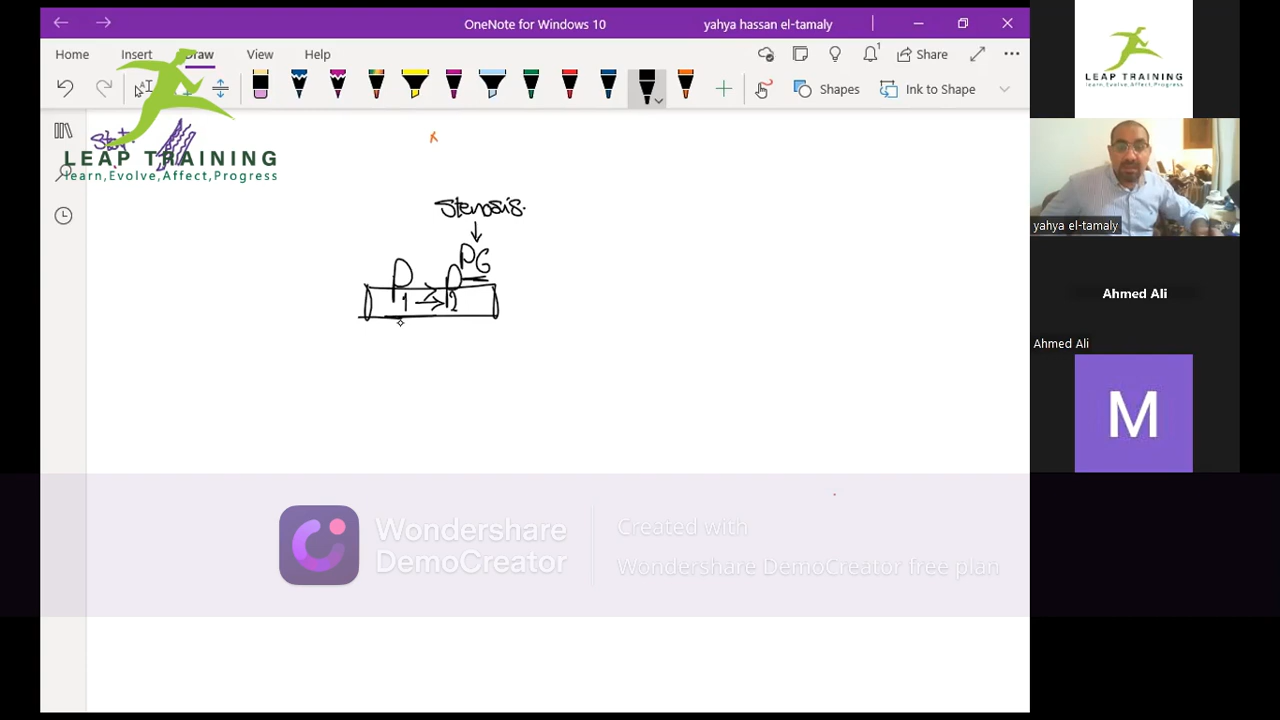 OneNote for Windows 10
yahya hassan el-tamaly
Home
Insert
Draw
View
Help
Share
Shapes
Ink to Shape
LEAP TRAINING
learn,Evolve,Affect,Progress
Stenosis.
PG
P1
P2
Wondershare
DemoCreator
Created with
Wondershare DemoCreator free plan
LEAP TRAINING
Learn, Evolve, Affect, Progress
yahya el-tamaly
Ahmed Ali
Ahmed Ali
M